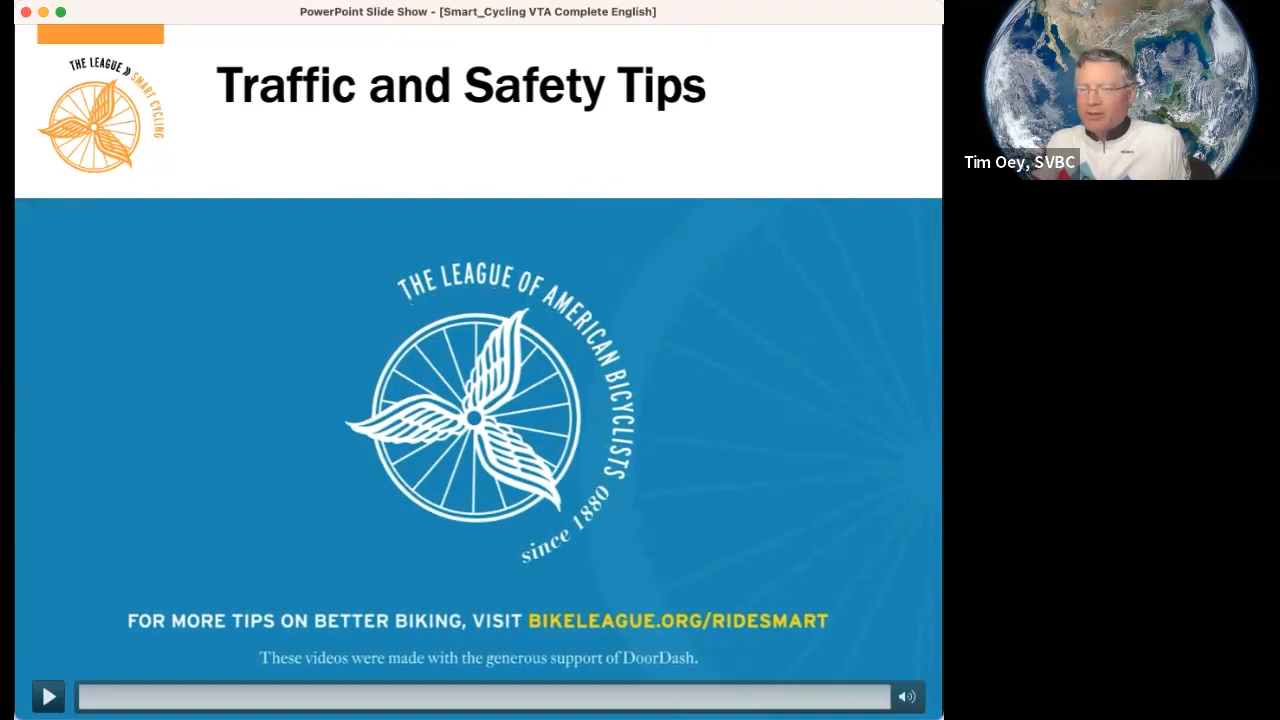 PowerPoint Slide Show - [Smart_Cycling VTA Complete English]
THE LEAGUE
SMART CYCLING
Traffic and Safety Tips
THE LEAGUE OF AMERICAN BICYCLISTS
since 1880
FOR MORE TIPS ON BETTER BIKING, VISIT BIKELEAGUE.ORG/RIDESMART
These videos were made with the generous support of DoorDash.
Tim Oey, SVBC